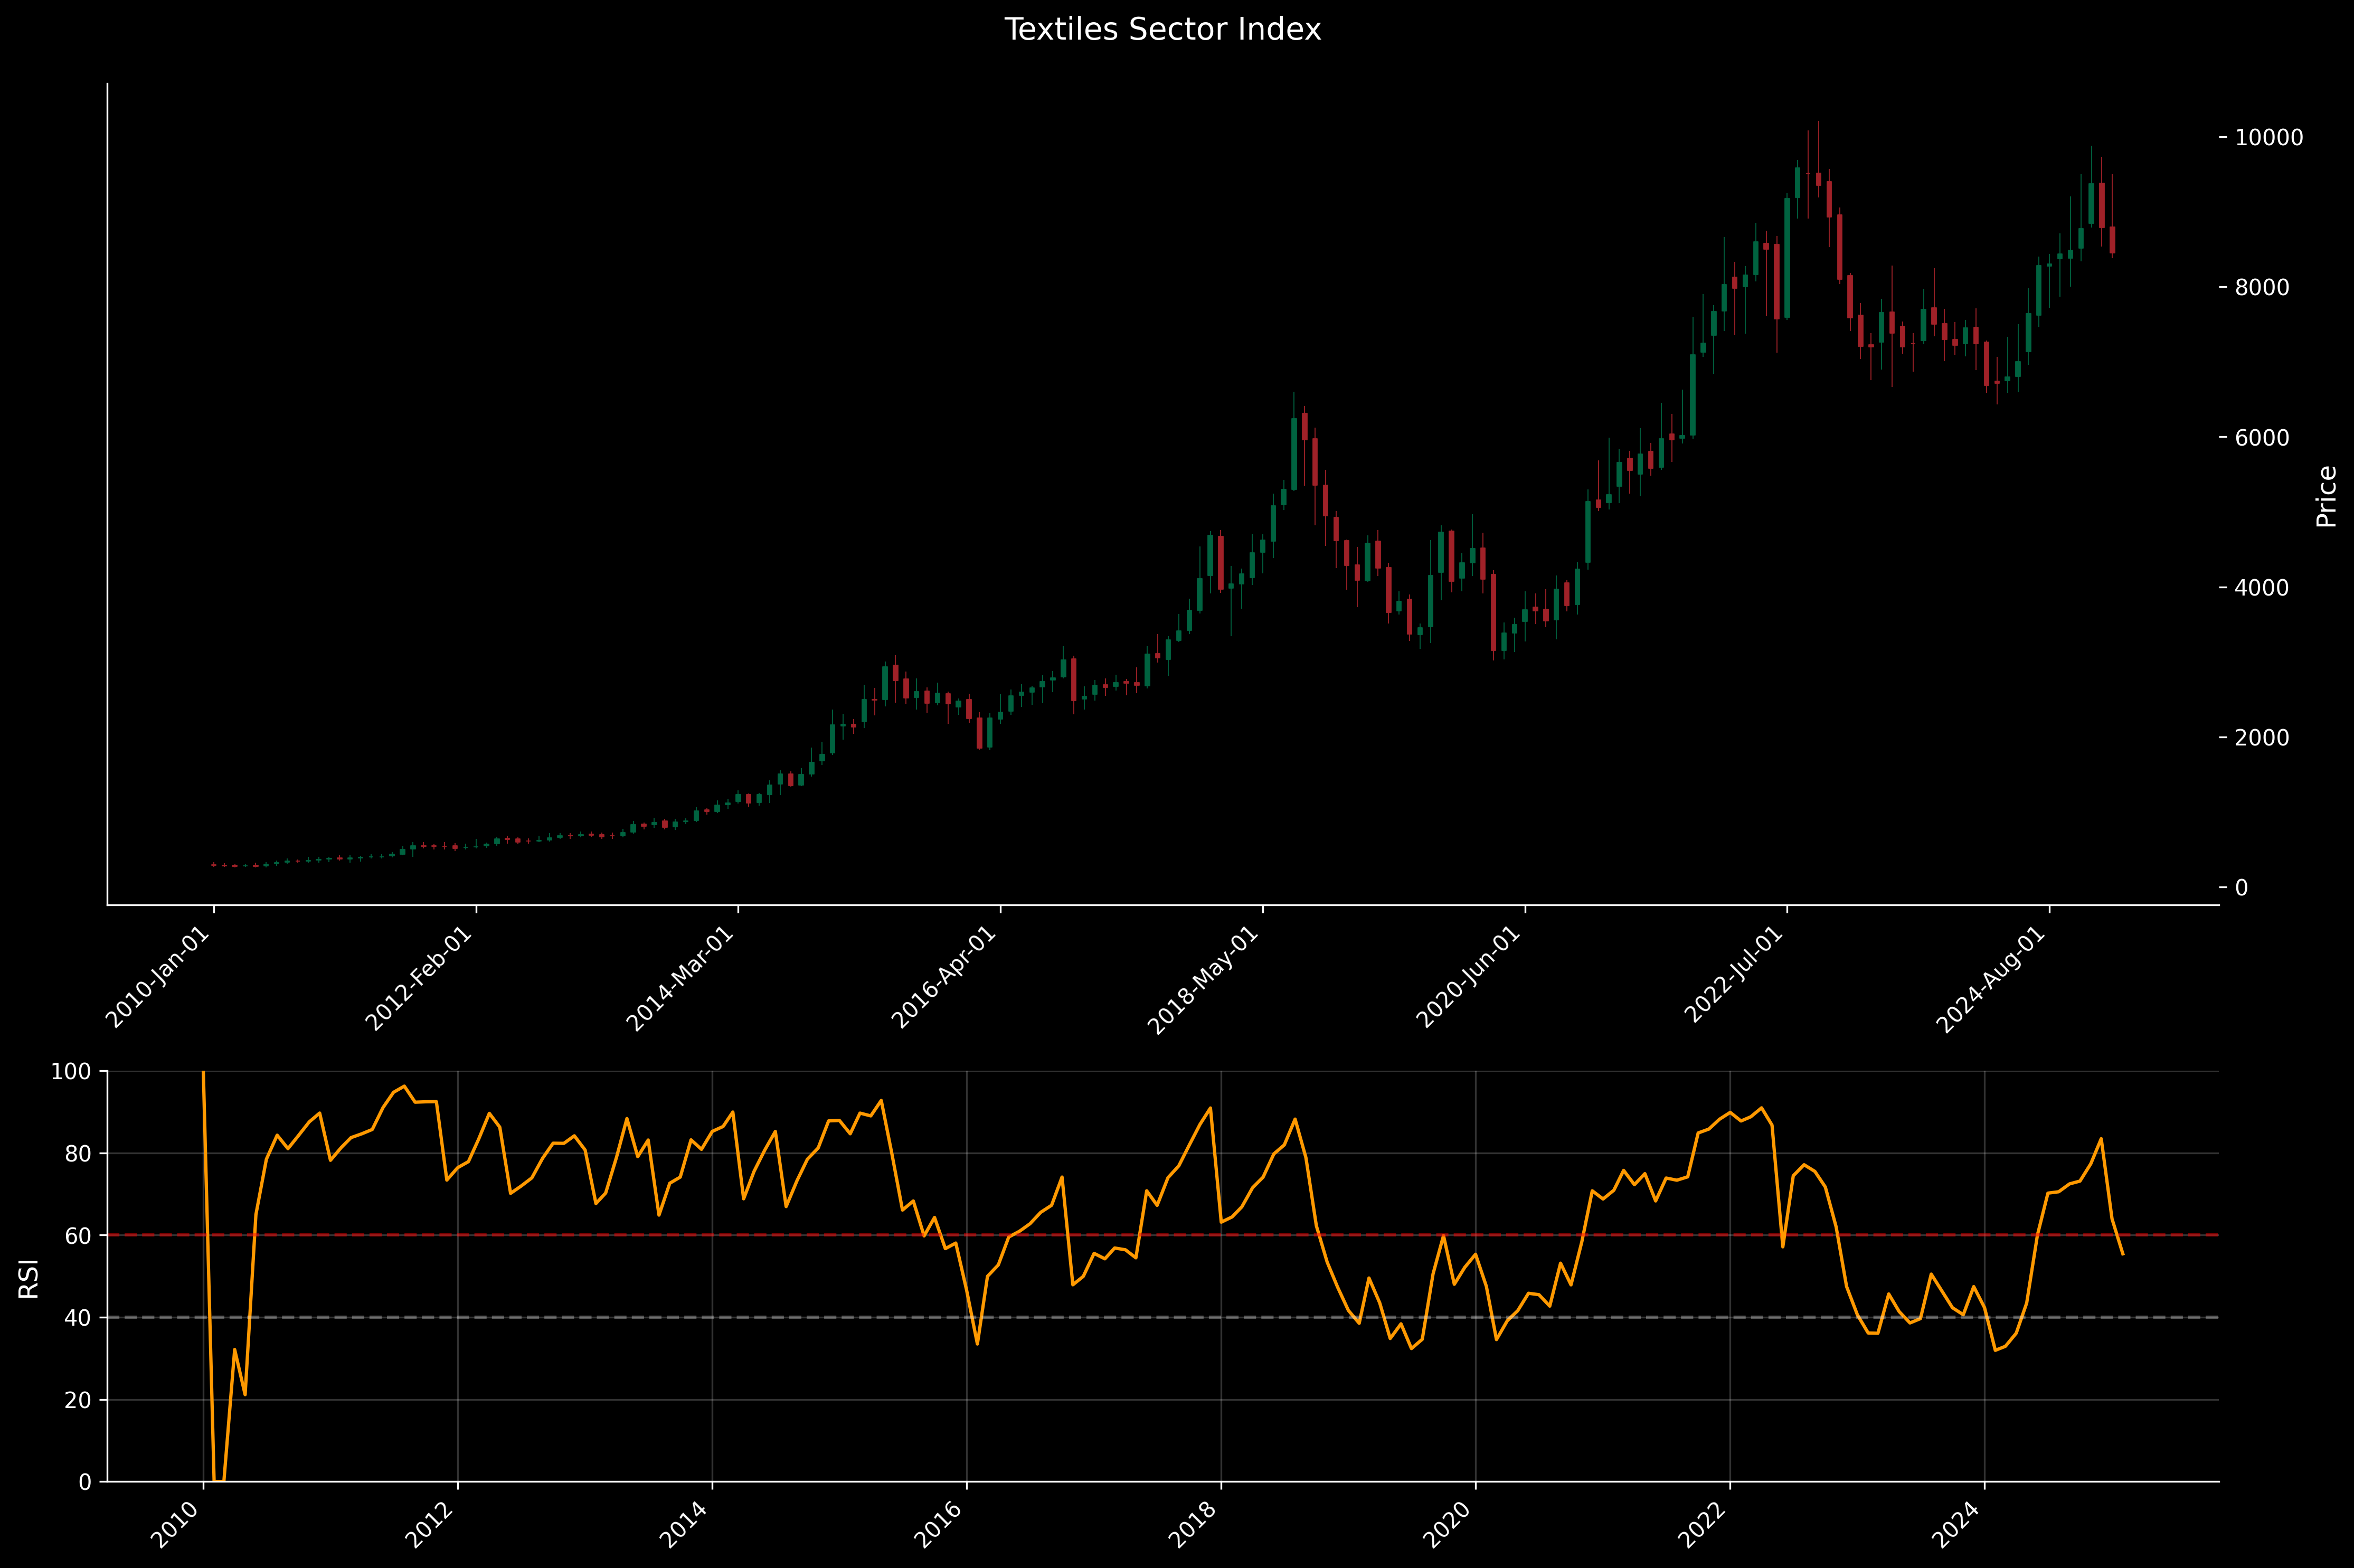 Textiles Sector Index
10000
8000
6000
4000
2000
0
Price
2010-Jan-01
2012-Feb-01
2014-Mar-01
2016-Apr-01
2018-May-01
2020-Jun-01
2022-Jul-01
2024-Aug-01
100
80
60
40
20
0
RSI
2010
2012
2014
2016
2018
2020
2022
2024